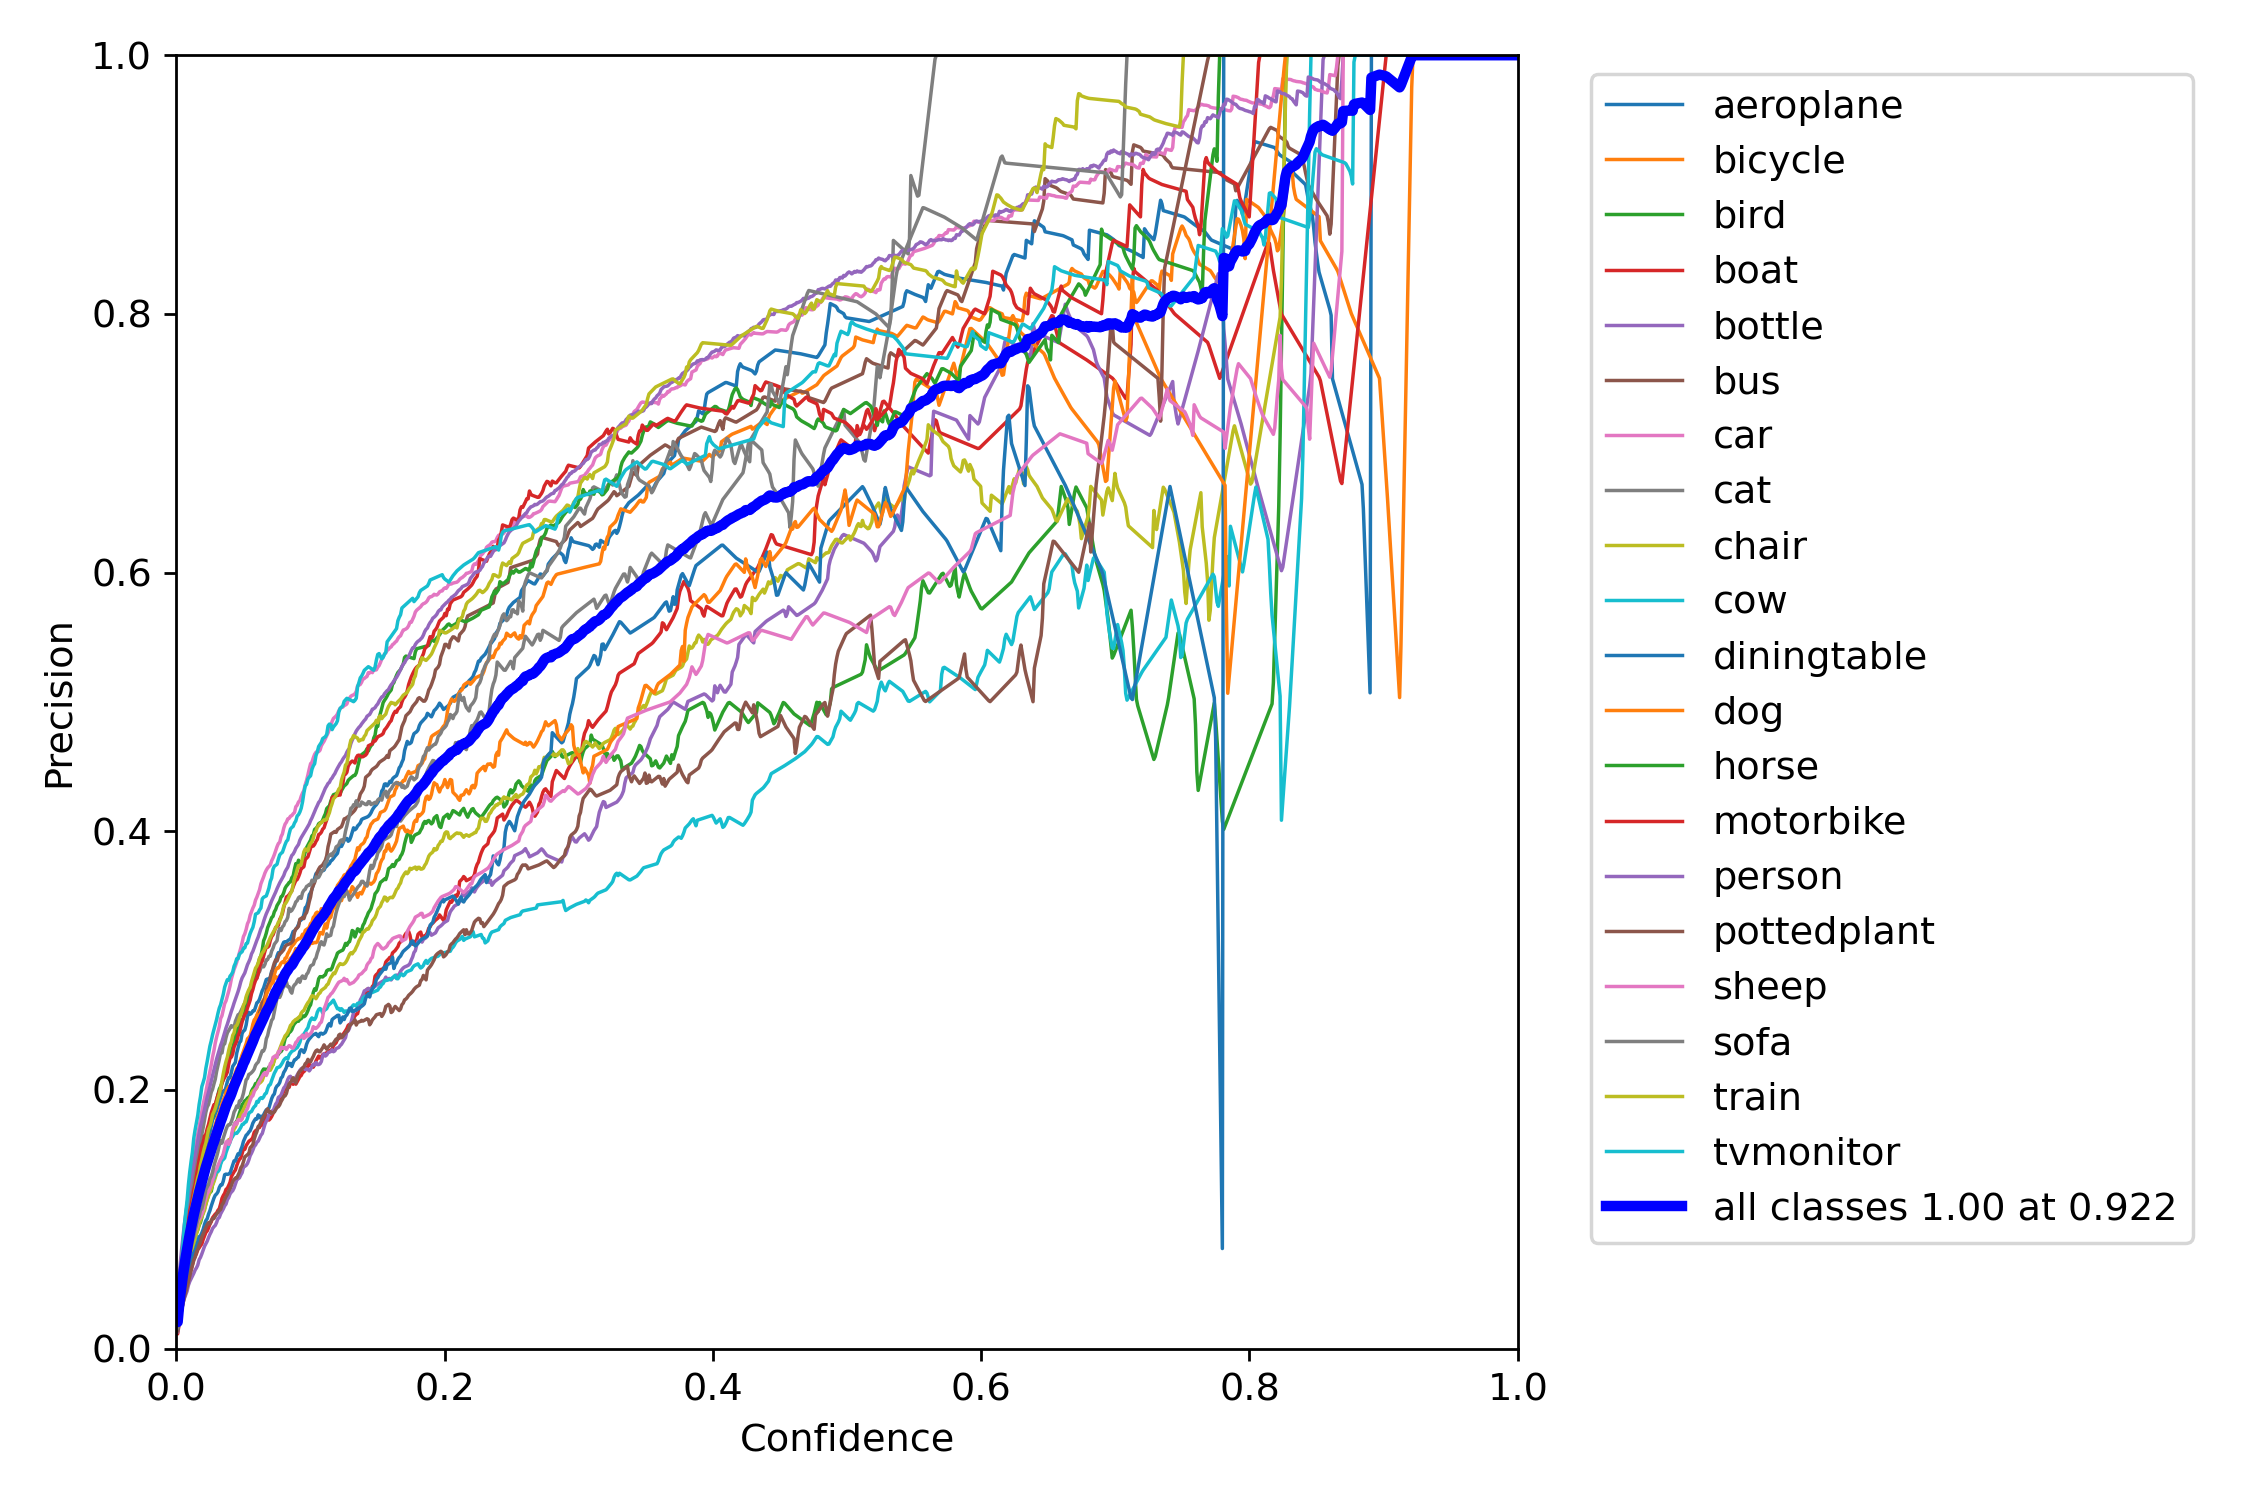 1.0
0.8
0.6
0.4
0.2
0.0
Precision
0.0 0.2 0.4 0.6 0.8 1.0
Confidence
aeroplane
bicycle
bird
boat
bottle
bus
car
cat
chair
cow
diningtable
dog
horse
motorbike
person
pottedplant
sheep
sofa
train
tvmonitor
all classes 1.00 at 0.922